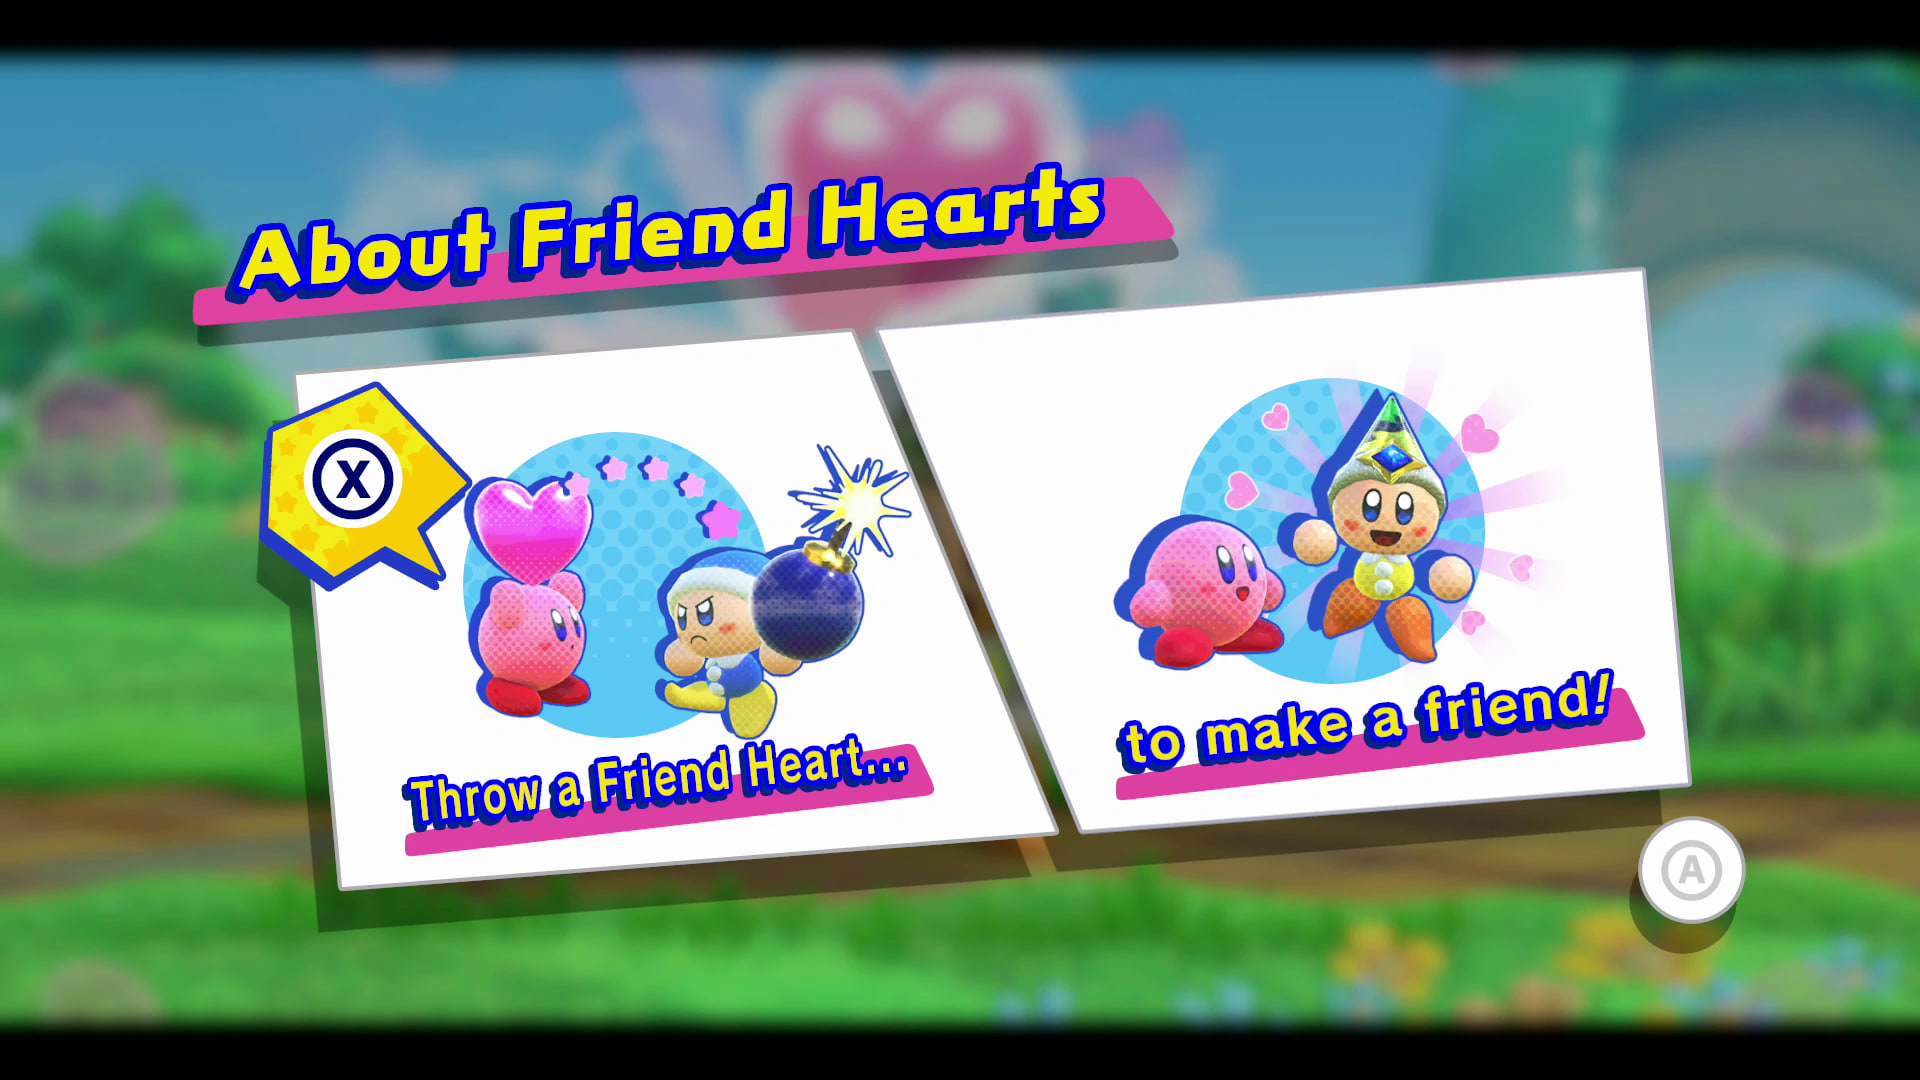 About Friend Hearts
X
Throw a Friend Heart...
to make a friend!
A